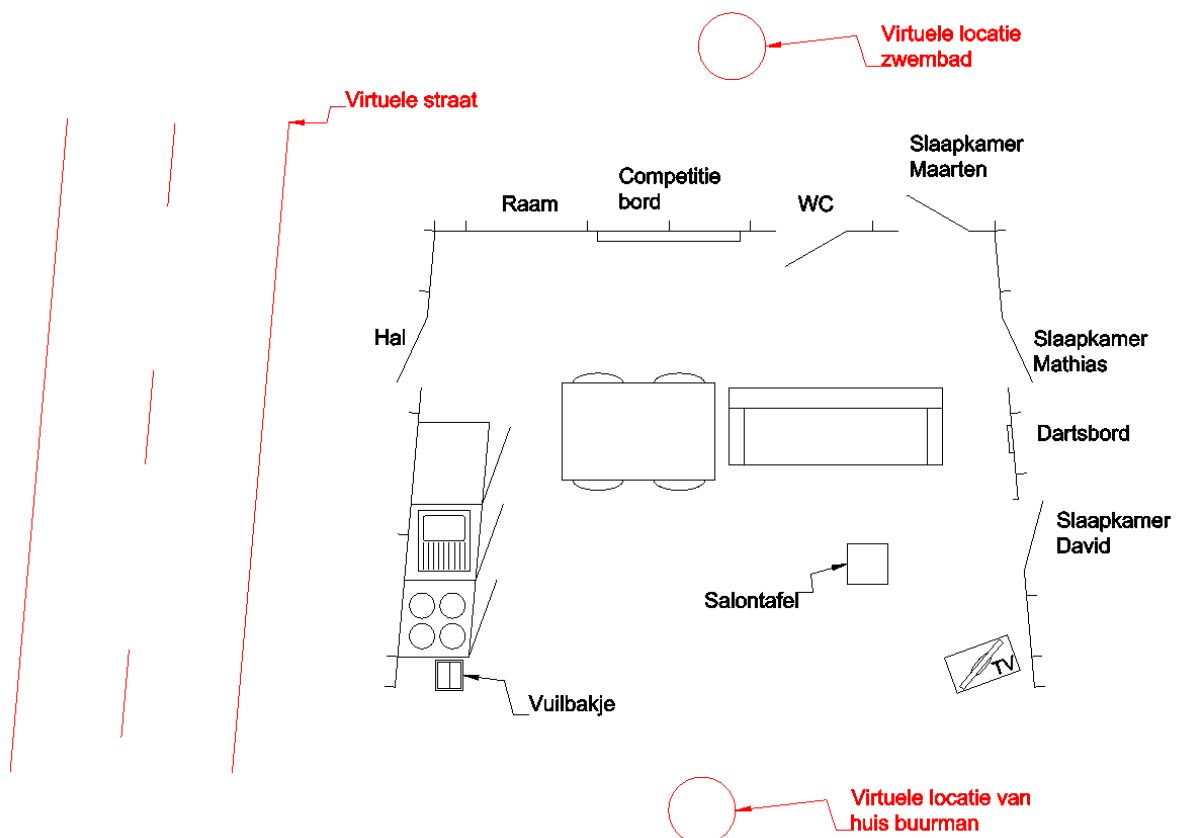 Virtuele locatie
zwembad
Virtuele straat
Slaapkamer
Maarten
Competitie
bord
Raam
WC
Hal
Slaapkamer
Mathias
Dartsbord
Slaapkamer
David
Salontafel
TV
Vuilbakje
Virtuele locatie van
huis buurman